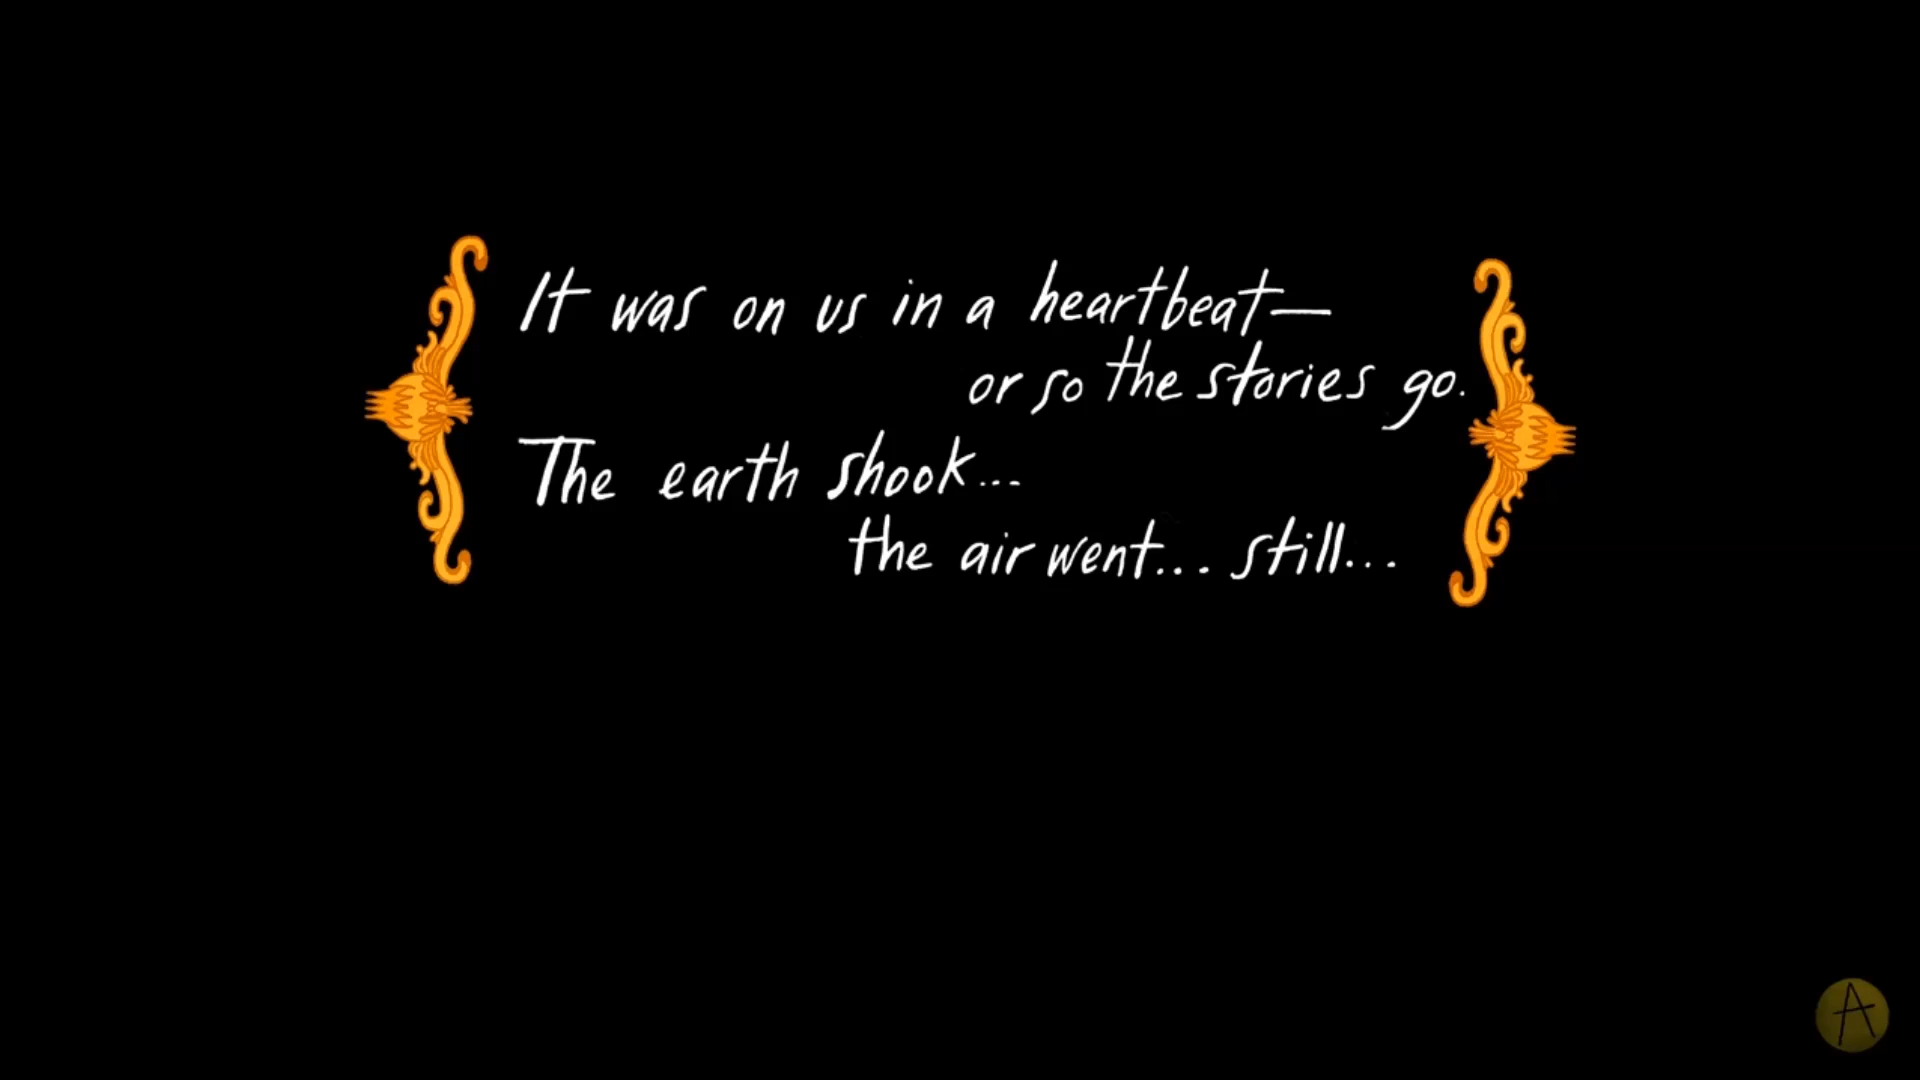 It was on us in a heartbeat—
or so the stories go.
The earth shook...
the air went... still...
A